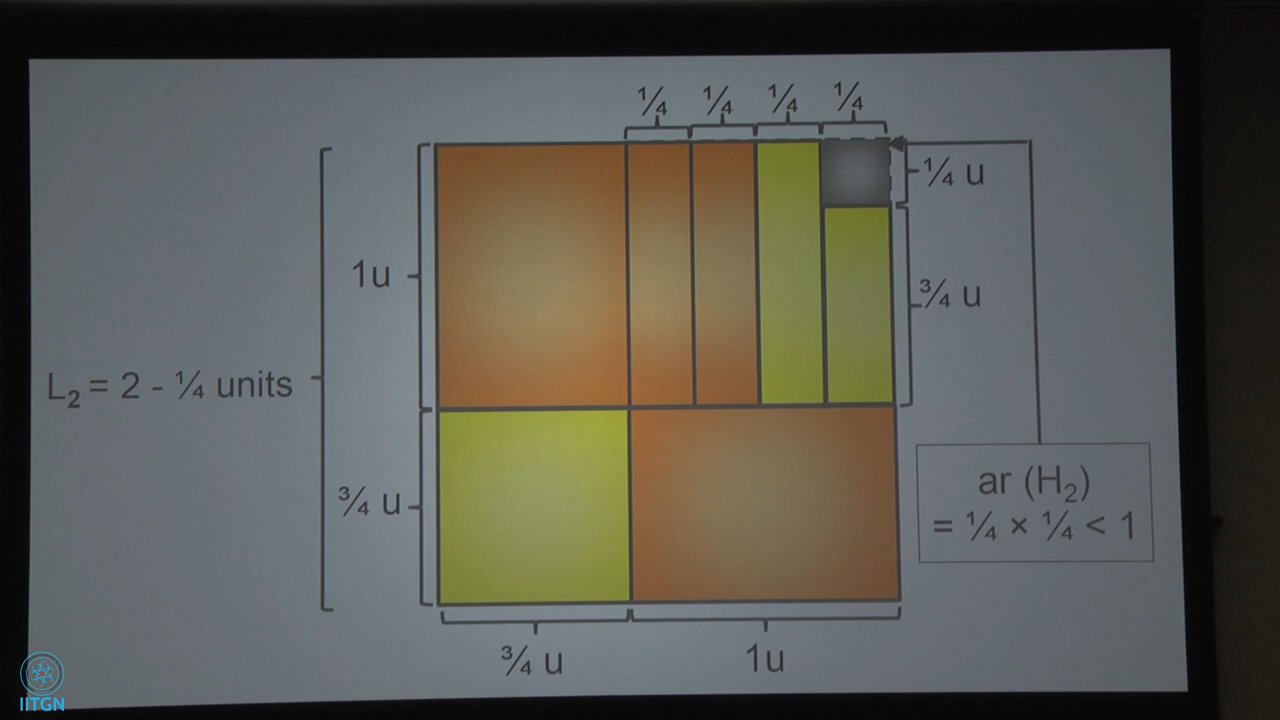 ¼ ¼ ¼ ¼
¼ u
1u
¾ u
L₂ = 2 - ¼ units
ar (H₂)
= ¼ × ¼ < 1
¾ u
¾ u
1u
IITGN